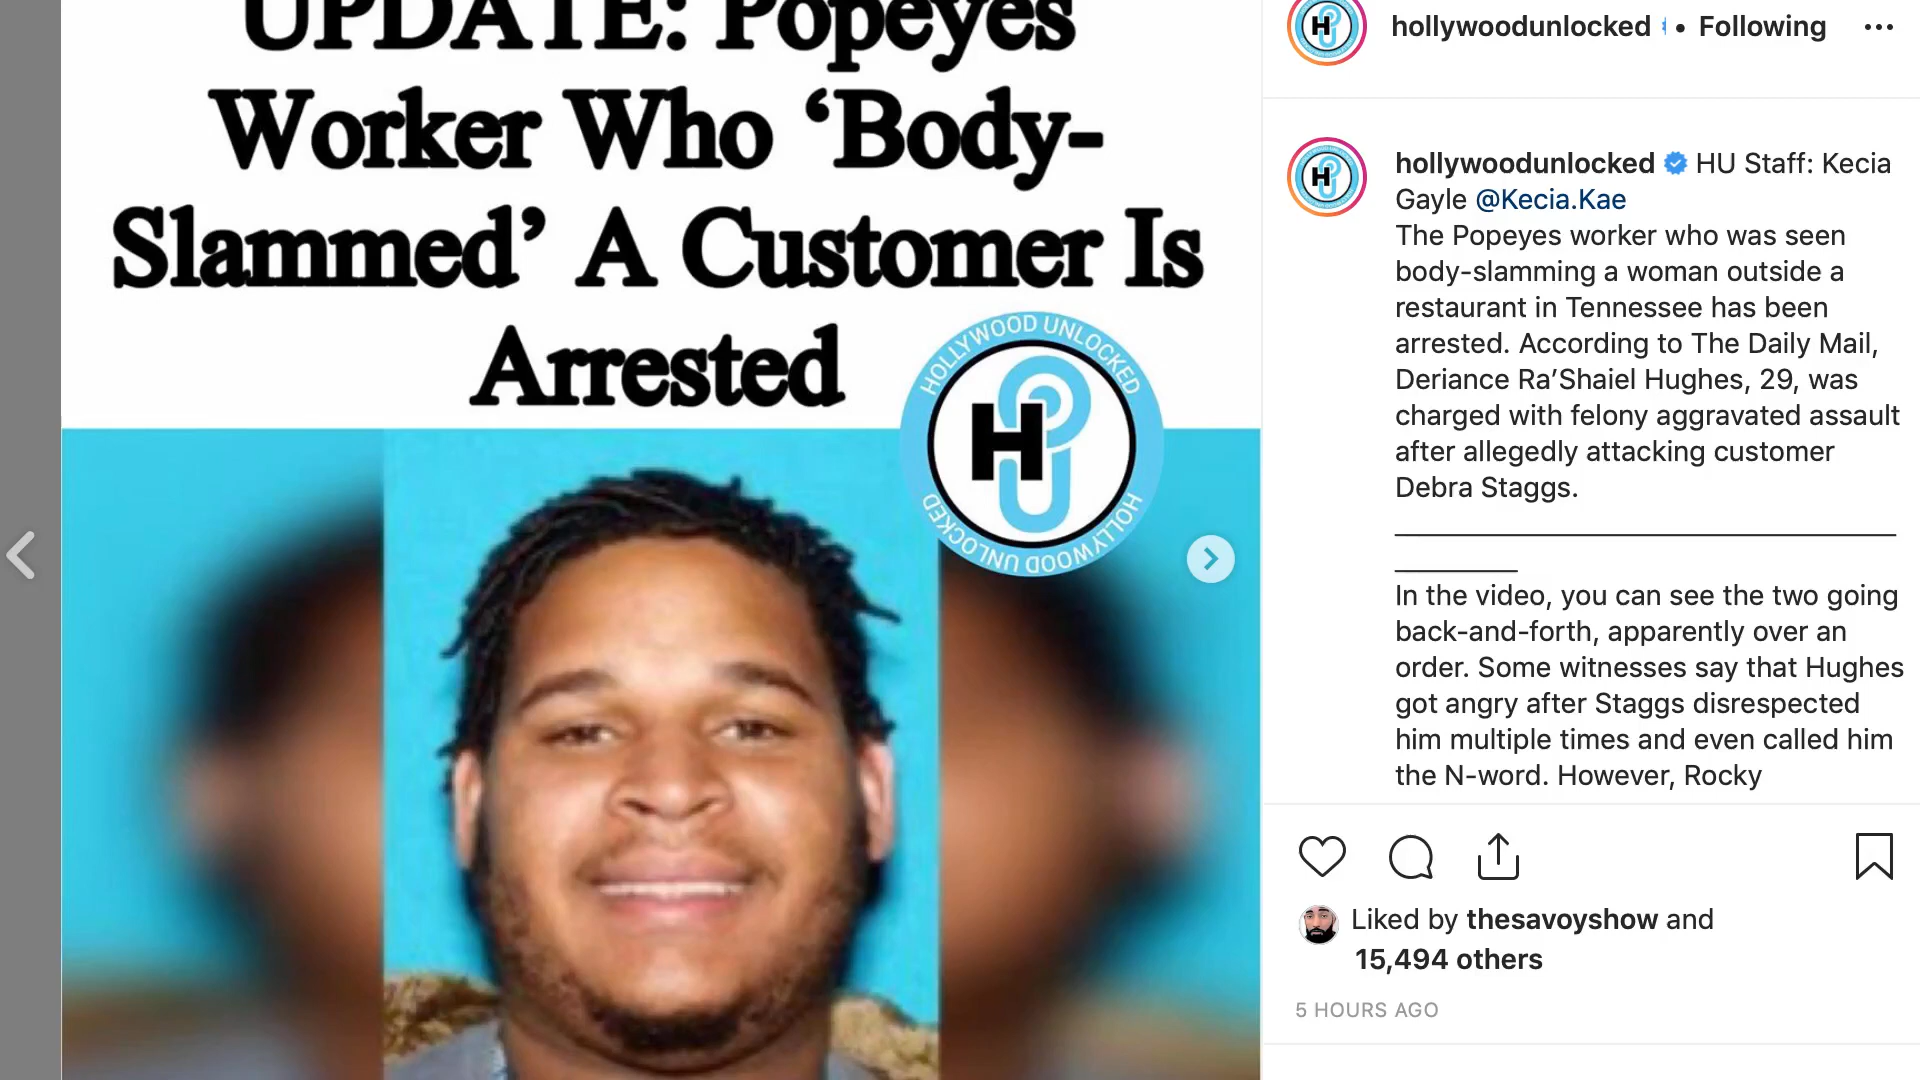 UPDATE: Popeyes
Worker Who ‘Body-
Slammed’ A Customer Is
Arrested
HOLLYWOOD UNLOCKED
HU
HOLLYWOOD UNLOCKED
hollywoodunlocked • Following
hollywoodunlocked HU Staff: Kecia
Gayle @Kecia.Kae
The Popeyes worker who was seen
body-slamming a woman outside a
restaurant in Tennessee has been
arrested. According to The Daily Mail,
Deriance Ra’Shaiel Hughes, 29, was
charged with felony aggravated assault
after allegedly attacking customer
Debra Staggs.
In the video, you can see the two going
back-and-forth, apparently over an
order. Some witnesses say that Hughes
got angry after Staggs disrespected
him multiple times and even called him
the N-word. However, Rocky
Liked by thesavoyshow and
15,494 others
5 HOURS AGO